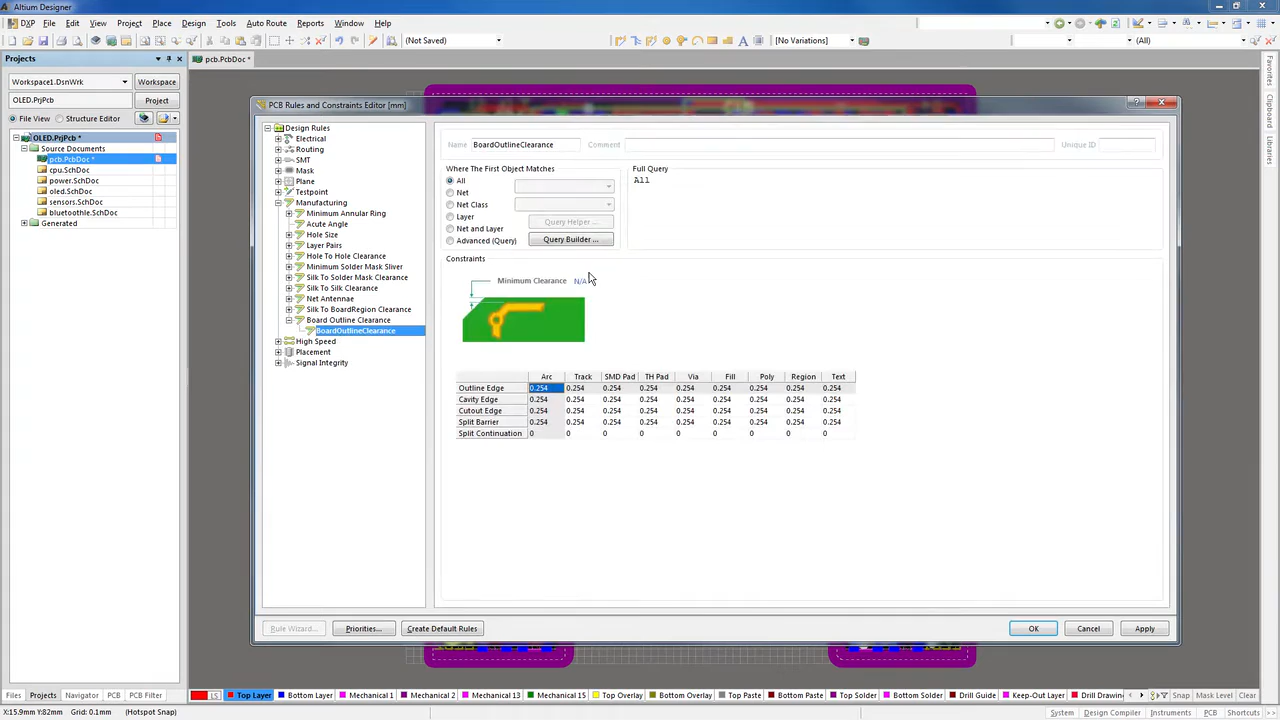 Altium Designer
DXP File Edit View Project Place Design Tools Auto Route Reports Window Help
(Not Saved) [No Variations] (All)
Projects
pcb.PcbDoc *
Workspace1.DsnWrk Workspace
OLED.PrjPcb Project
File View Structure Editor
OLED.PrjPcb *
Source Documents
pcb.PcbDoc *
cpu.SchDoc
power.SchDoc
oled.SchDoc
sensors.SchDoc
bluetoothle.SchDoc
Generated
PCB Rules and Constraints Editor [mm]
Design Rules
Electrical
Routing
SMT
Mask
Plane
Testpoint
Manufacturing
Minimum Annular Ring
Acute Angle
Hole Size
Layer Pairs
Hole To Hole Clearance
Minimum Solder Mask Sliver
Silk To Solder Mask Clearance
Silk To Silk Clearance
Net Antennae
Silk To BoardRegion Clearance
Board Outline Clearance
BoardOutlineClearance
High Speed
Placement
Signal Integrity
Name BoardOutlineClearance Comment Unique ID
Where The First Object Matches
All
Net
Net Class
Layer Query Helper ...
Net and Layer
Advanced (Query) Query Builder ...
Full Query
All
Constraints
Minimum Clearance N/A
Arc Track SMD Pad TH Pad Via Fill Poly Region Text
Outline Edge 0.254 0.254 0.254 0.254 0.254 0.254 0.254 0.254 0.254
Cavity Edge 0.254 0.254 0.254 0.254 0.254 0.254 0.254 0.254 0.254
Cutout Edge 0.254 0.254 0.254 0.254 0.254 0.254 0.254 0.254 0.254
Split Barrier 0.254 0.254 0.254 0.254 0.254 0.254 0.254 0.254 0.254
Split Continuation 0 0 0 0 0 0 0 0 0
Rule Wizard... Priorities... Create Default Rules OK Cancel Apply
Favorites
Clipboard
Libraries
Files Projects Navigator PCB PCB Filter
LS Top Layer Bottom Layer Mechanical 1 Mechanical 2 Mechanical 13 Mechanical 15 Top Overlay Bottom Overlay Top Paste Bottom Paste Top Solder Bottom Solder Drill Guide Keep-Out Layer Drill Drawin Snap Mask Level Clear
X:15.9mm Y:82mm Grid: 0.1mm (Hotspot Snap) System Design Compiler Instruments PCB Shortcuts >>